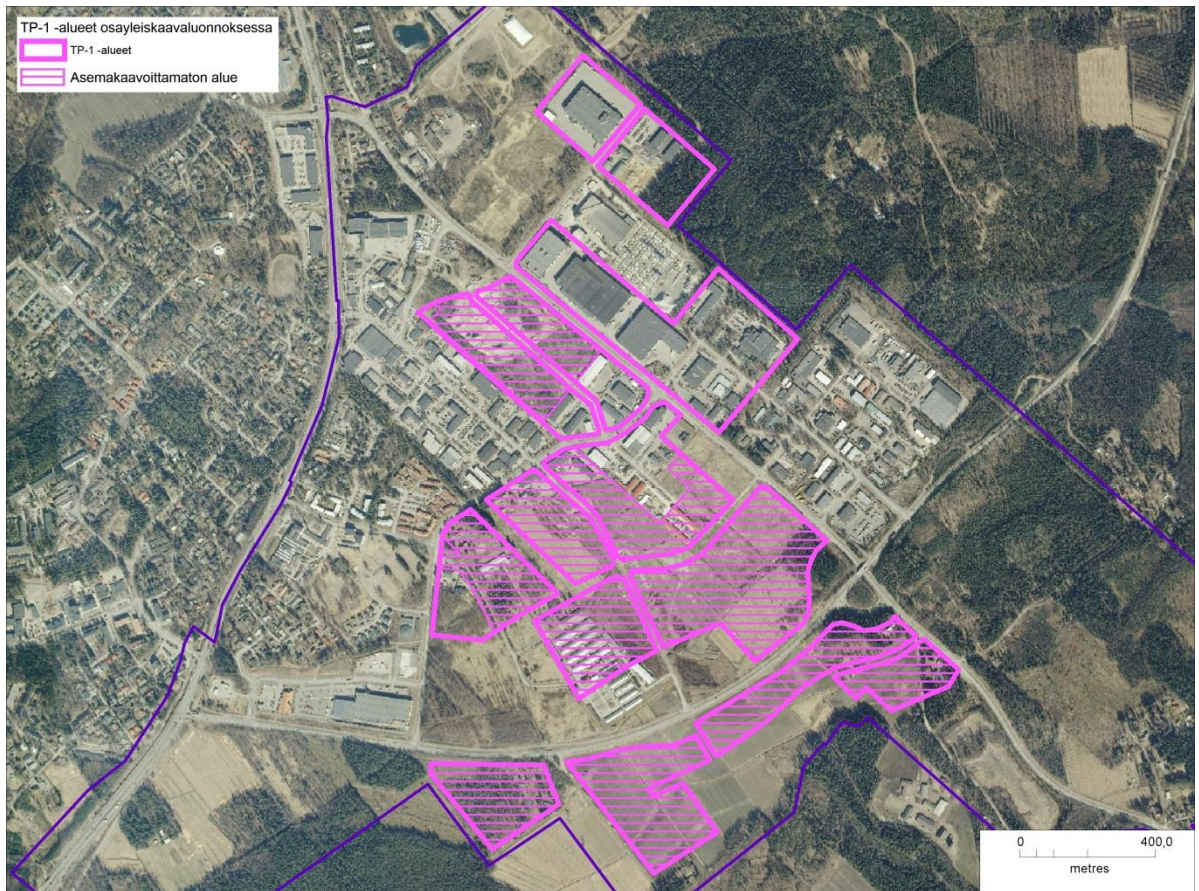 TP-1 -alueet osayleiskaavaluonnoksessa
TP-1 -alueet
Asemakaavoittamaton alue
0 400,0
metres